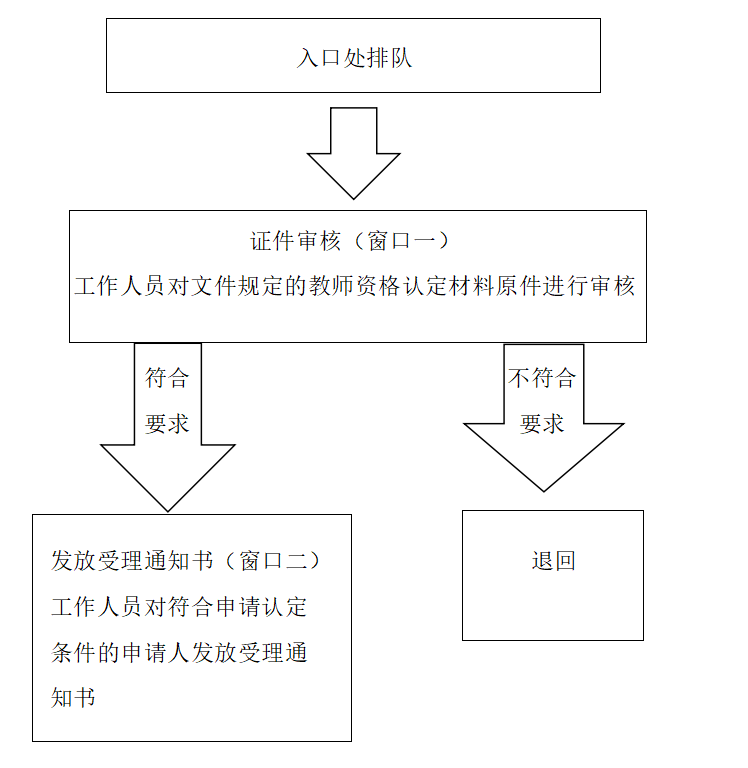 入口处排队
证件审核（窗口一）
工作人员对文件规定的教师资格认定材料原件进行审核
符合
要求
不符合
要求
发放受理通知书（窗口二）
工作人员对符合申请认定
条件的申请人发放受理通
知书
退回